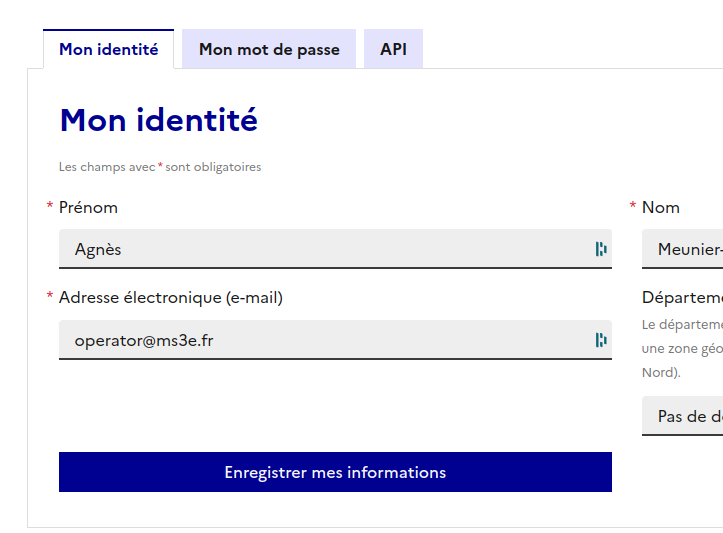 Mon identité
Mon mot de passe
API
Mon identité
Les champs avec * sont obligatoires
* Prénom
* Nom
Agnès
Meunier-
* Adresse électronique (e-mail)
Départeme
Le départeme
operator@ms3e.fr
une zone géo
Nord).
Pas de d
Enregistrer mes informations